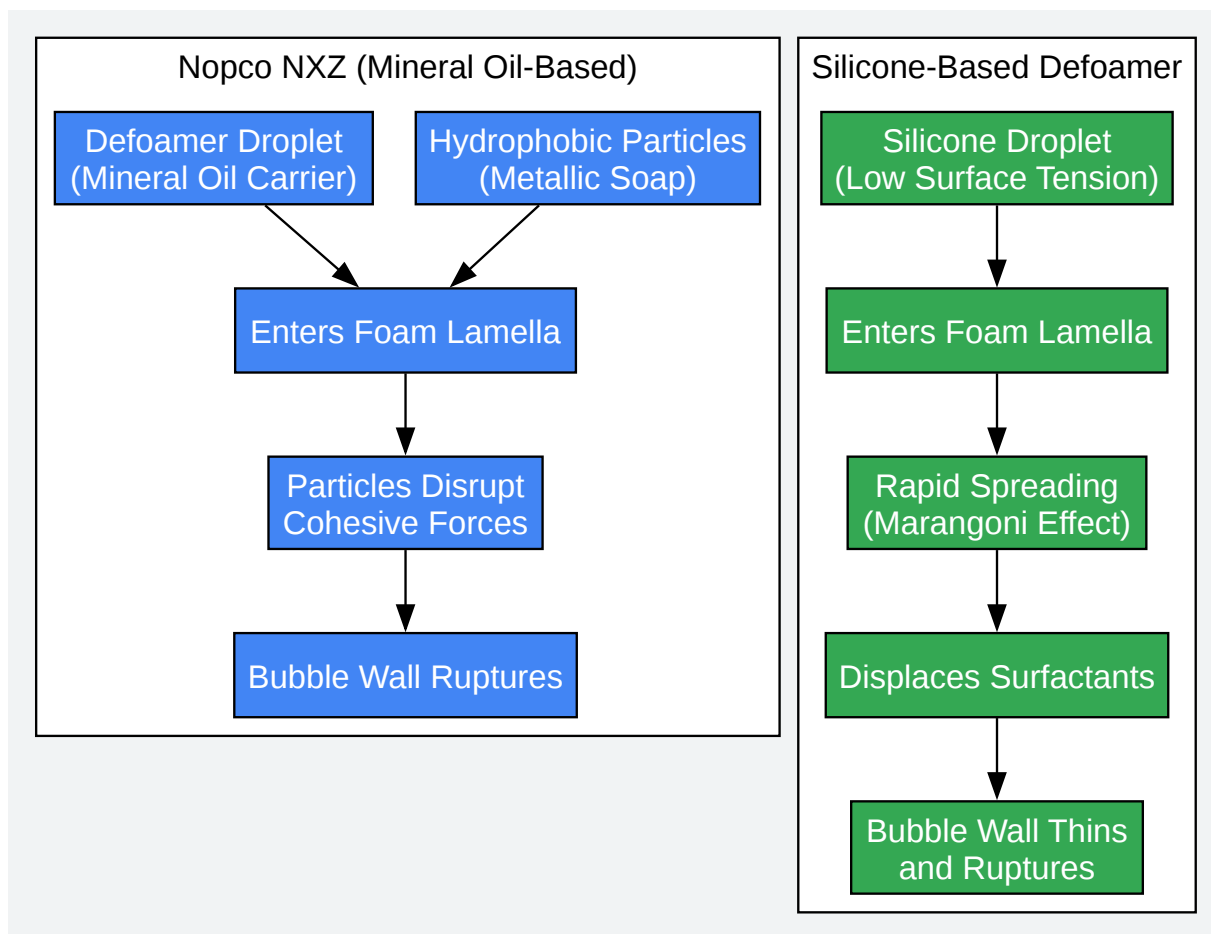 Nopco NXZ (Mineral Oil-Based)
Defoamer Droplet
(Mineral Oil Carrier)
Hydrophobic Particles
(Metallic Soap)
Enters Foam Lamella
Particles Disrupt
Cohesive Forces
Bubble Wall Ruptures
Silicone-Based Defoamer
Silicone Droplet
(Low Surface Tension)
Enters Foam Lamella
Rapid Spreading
(Marangoni Effect)
Displaces Surfactants
Bubble Wall Thins
and Ruptures